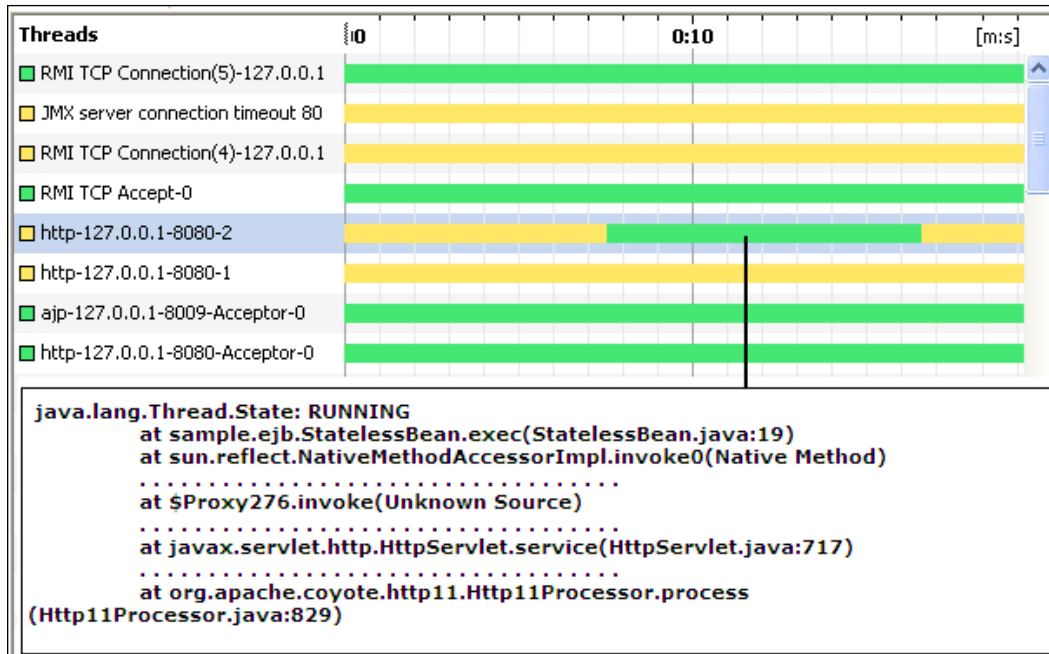 Threads
0
0:10
[m:s]
RMI TCP Connection(5)-127.0.0.1
JMX server connection timeout 80
RMI TCP Connection(4)-127.0.0.1
RMI TCP Accept-0
http-127.0.0.1-8080-2
http-127.0.0.1-8080-1
ajp-127.0.0.1-8009-Acceptor-0
http-127.0.0.1-8080-Acceptor-0
java.lang.Thread.State: RUNNING
at sample.ejb.StatelessBean.exec(StatelessBean.java:19)
at sun.reflect.NativeMethodAccessorImpl.invoke0(Native Method)
. . . . . . . . . . . . . . . . . . . . . . . . . . . . . . . . . . .
at $Proxy276.invoke(Unknown Source)
. . . . . . . . . . . . . . . . . . . . . . . . . . . . . . . . . . .
at javax.servlet.http.HttpServlet.service(HttpServlet.java:717)
. . . . . . . . . . . . . . . . . . . . . . . . . . . . . . . . . . .
at org.apache.coyote.http11.Http11Processor.process
(Http11Processor.java:829)